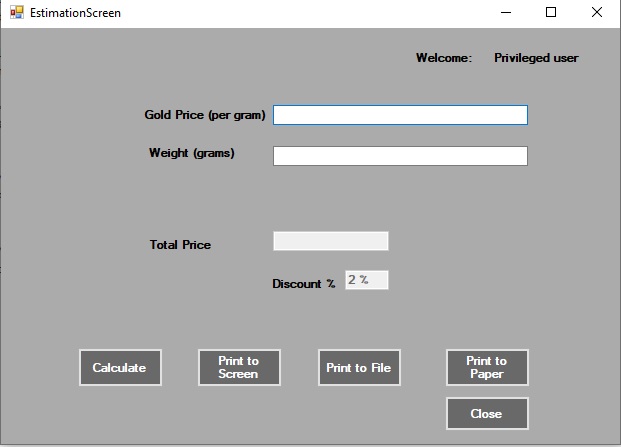 EstimationScreen
Welcome: Privileged user
Gold Price (per gram)
Weight (grams)
Total Price
Discount % 2 %
Calculate
Print to
Screen
Print to File
Print to
Paper
Close